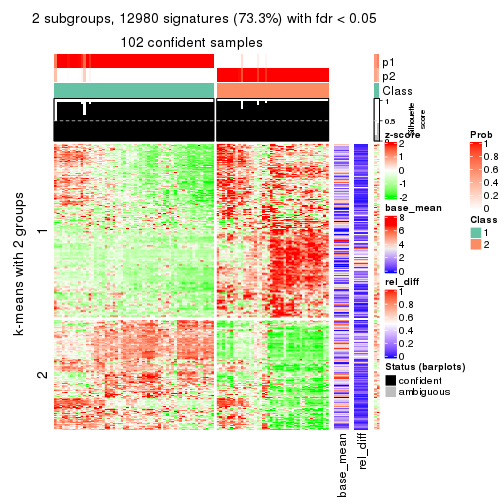 2 subgroups, 12980 signatures (73.3%) with fdr < 0.05
102 confident samples
p1
p2
Class
1
0.5
0
Silhouette
score
k-means with 2 groups
1
2
base_mean
rel_diff
z-score
2
1
0
-1
-2
base_mean
8
6
4
2
0
rel_diff
1
0.8
0.6
0.4
0.2
0
Status (barplots)
confident
ambiguous
Prob
1
0.8
0.6
0.4
0.2
0
Class
1
2